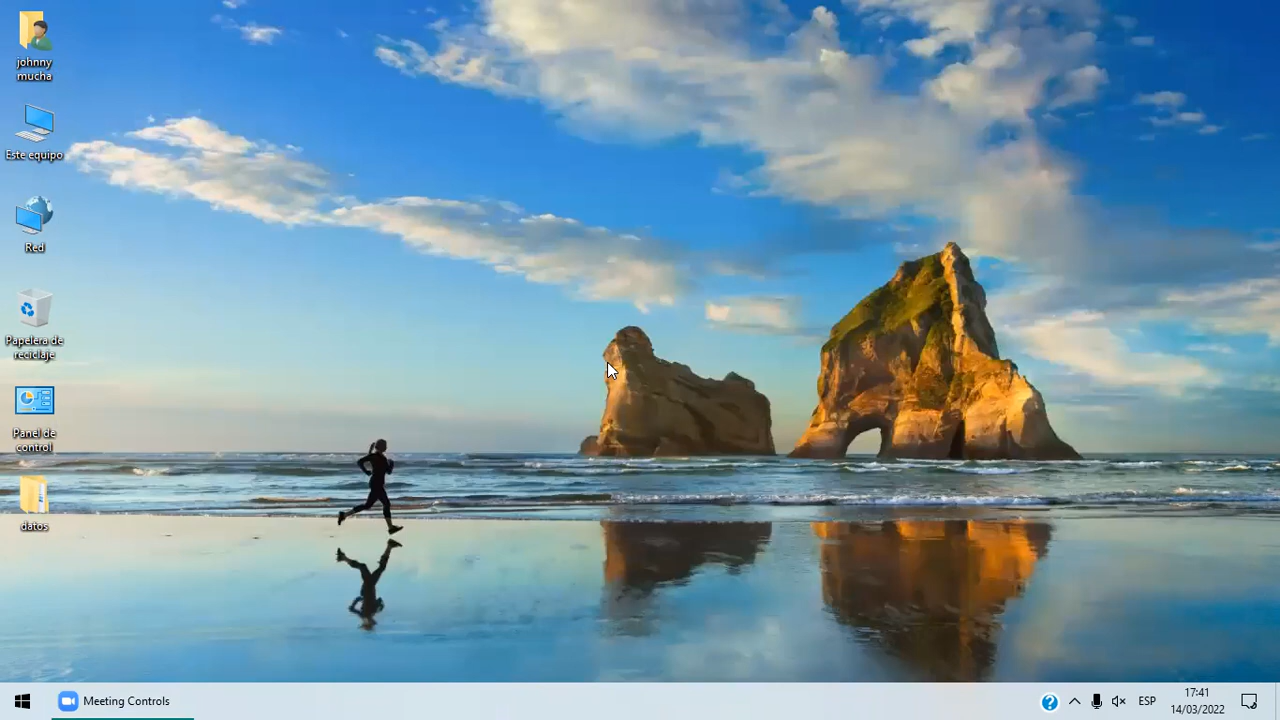 johnny
mucha
Este equipo
Red
Papelera de
reciclaje
Panel de
control
datos
Meeting Controls
ESP
17:41
14/03/2022